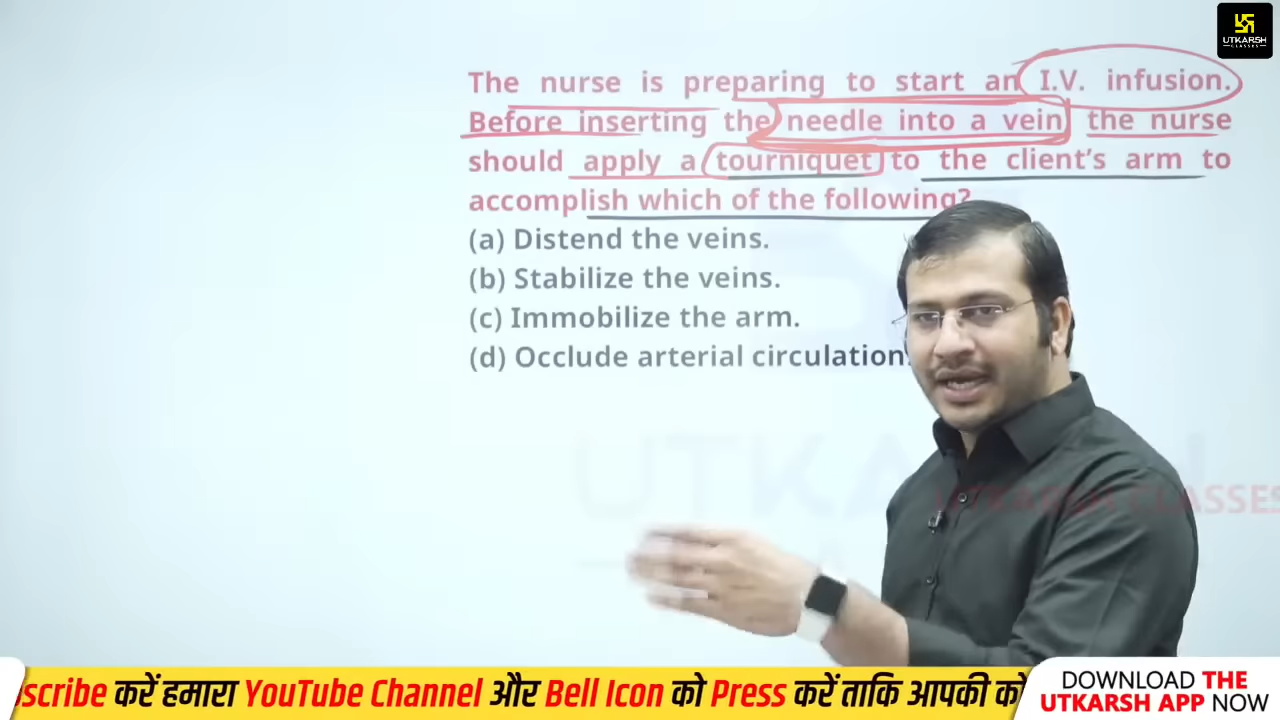 UTKARSH
CLASSES
The nurse is preparing to start an I.V. infusion.
Before inserting the needle into a vein the nurse
should apply a tourniquet to the client's arm to
accomplish which of the following?
(a) Distend the veins.
(b) Stabilize the veins.
(c) Immobilize the arm.
(d) Occlude arterial circulation.
UTKA
UTKARSH CLASSES
scribe करें हमारा YouTube Channel और Bell Icon को Press करें ताकि आपकी को
DOWNLOAD THE
UTKARSH APP NOW